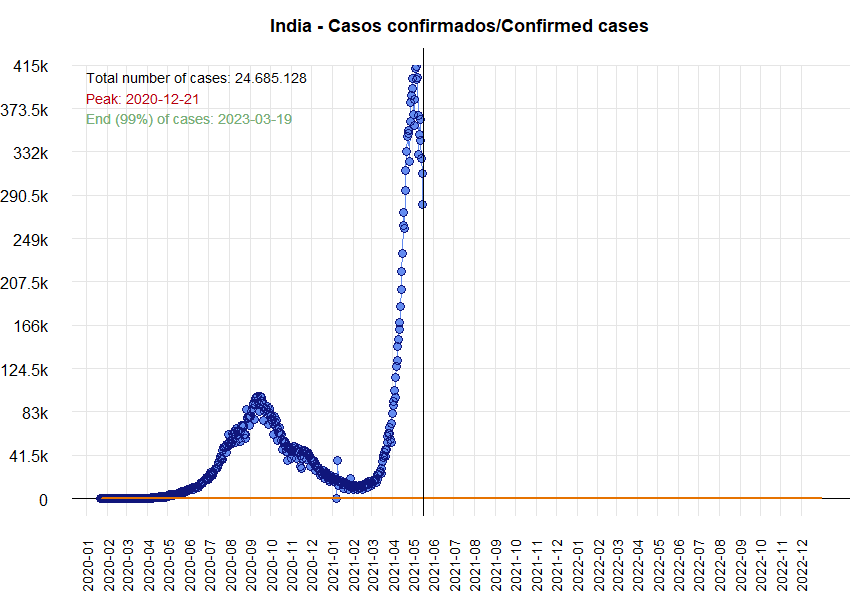 India - Casos confirmados/Confirmed cases
Total number of cases: 24.685.128
Peak: 2020-12-21
End (99%) of cases: 2023-03-19
415k
373.5k
332k
290.5k
249k
207.5k
166k
124.5k
83k
41.5k
0
2020-01
2020-02
2020-03
2020-04
2020-05
2020-06
2020-07
2020-08
2020-09
2020-10
2020-11
2020-12
2021-01
2021-02
2021-03
2021-04
2021-05
2021-06
2021-07
2021-08
2021-09
2021-10
2021-11
2021-12
2022-01
2022-02
2022-03
2022-04
2022-05
2022-06
2022-07
2022-08
2022-09
2022-10
2022-11
2022-12